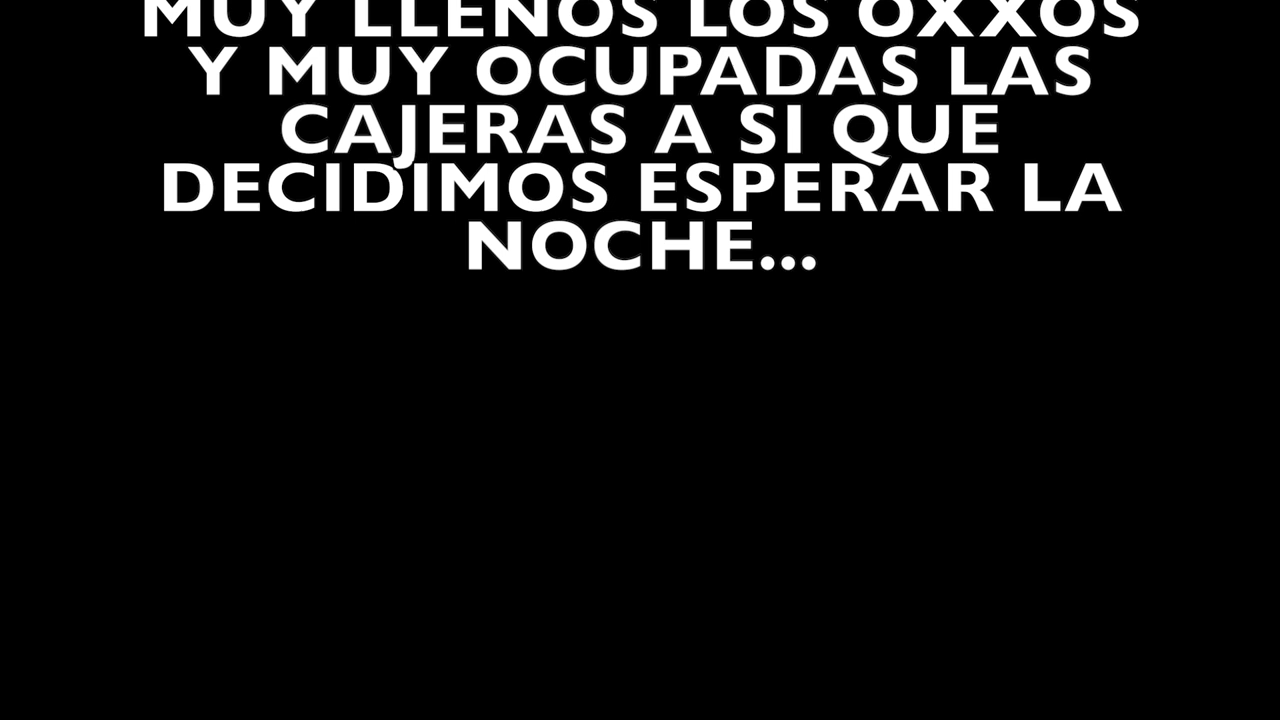 MUY LLENOS LOS OXXOS
Y MUY OCUPADAS LAS
CAJERAS A SI QUE
DECIDIMOS ESPERAR LA
NOCHE...